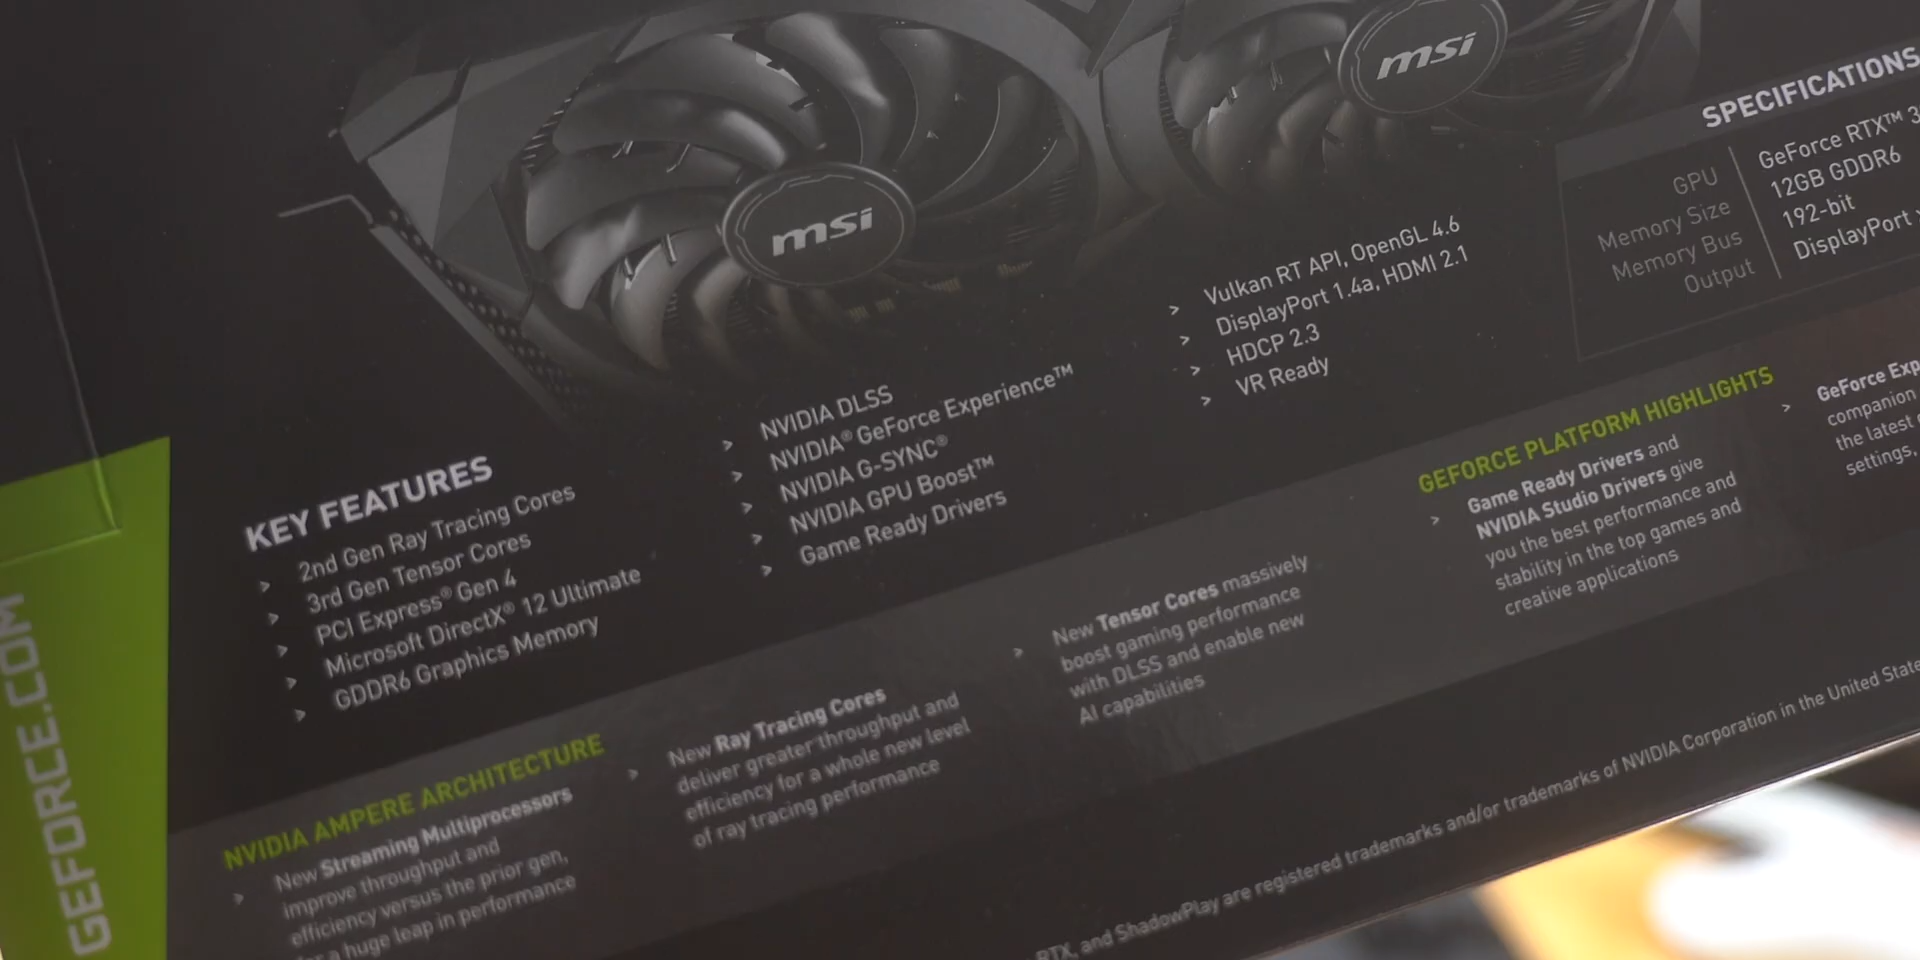 msi
msi
SPECIFICATIONS
GPU
GeForce RTX™ 3
Memory Size
12GB GDDR6
Memory Bus
192-bit
Output
DisplayPort
KEY FEATURES
> 2nd Gen Ray Tracing Cores
> 3rd Gen Tensor Cores
> PCI Express® Gen 4
> Microsoft DirectX® 12 Ultimate
> GDDR6 Graphics Memory
> NVIDIA DLSS
> NVIDIA® GeForce Experience™
> NVIDIA G-SYNC®
> NVIDIA GPU Boost™
> Game Ready Drivers
> Vulkan RT API, OpenGL 4.6
> DisplayPort 1.4a, HDMI 2.1
> HDCP 2.3
> VR Ready
NVIDIA AMPERE ARCHITECTURE
> New Streaming Multiprocessors
improve throughput and
efficiency versus the prior gen,
for a huge leap in performance
> New Ray Tracing Cores
deliver greater throughput and
efficiency for a whole new level
of ray tracing performance
> New Tensor Cores massively
boost gaming performance
with DLSS and enable new
AI capabilities
GEFORCE PLATFORM HIGHLIGHTS
> Game Ready Drivers and
NVIDIA Studio Drivers give
you the best performance and
stability in the top games and
creative applications
> GeForce Exp
companion
the latest
settings,
RTX, and ShadowPlay are registered trademarks and/or trademarks of NVIDIA Corporation in the United State
GEFORCE.COM